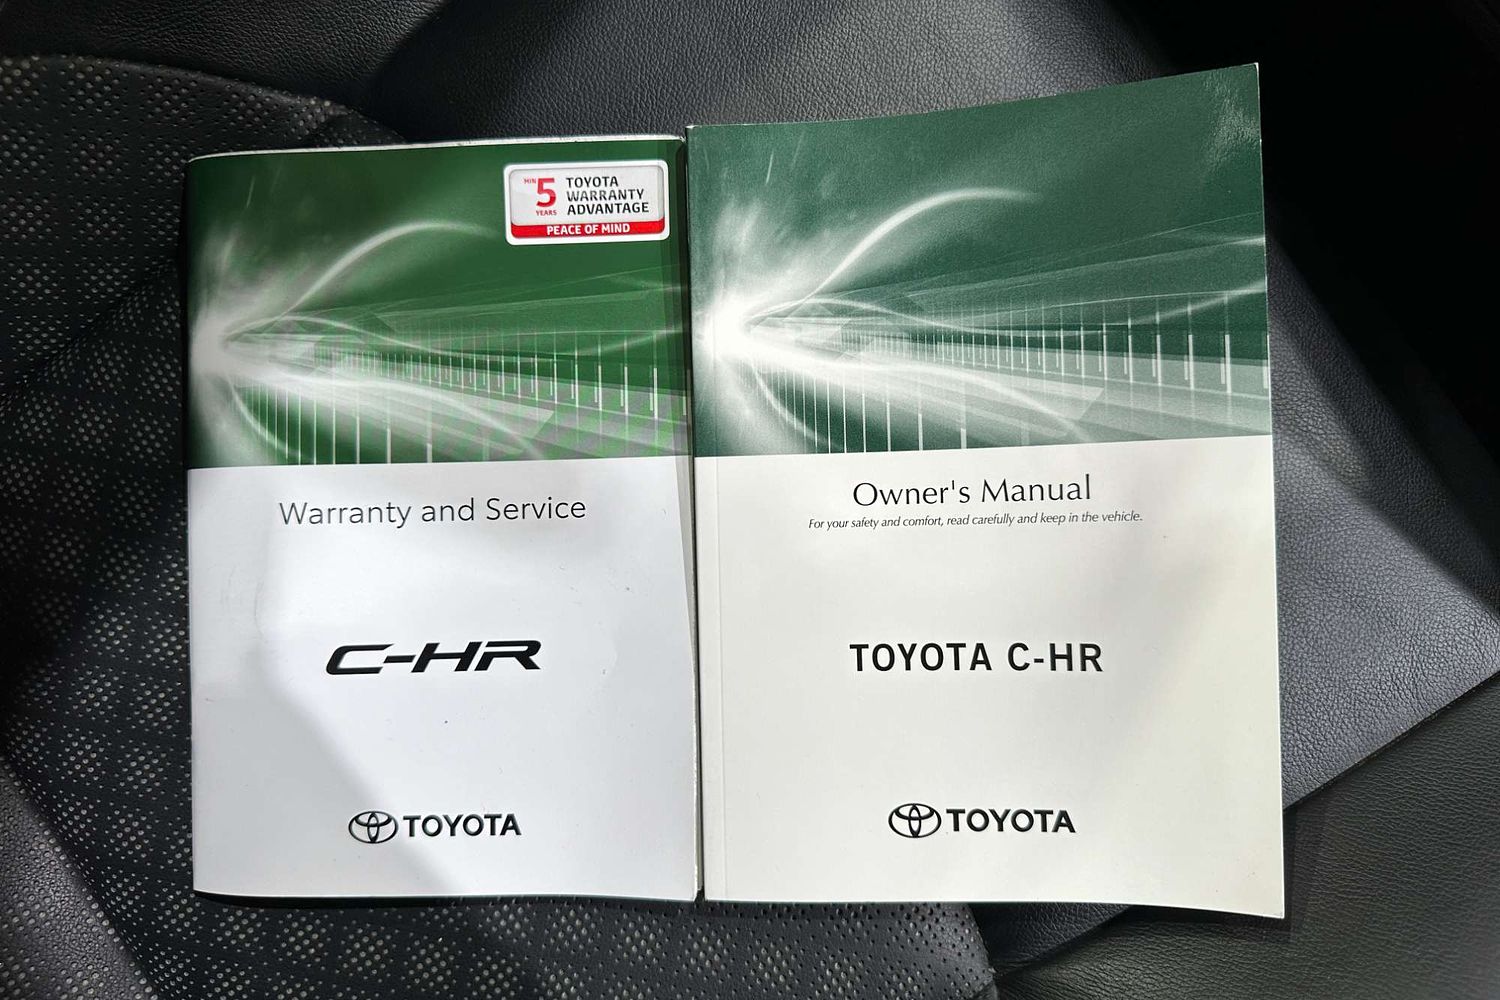 MIN 5 YEARS
TOYOTA
WARRANTY
ADVANTAGE
PEACE OF MIND
Warranty and Service
C-HR
TOYOTA
Owner's Manual
For your safety and comfort, read carefully and keep in the vehicle.
TOYOTA C-HR
TOYOTA